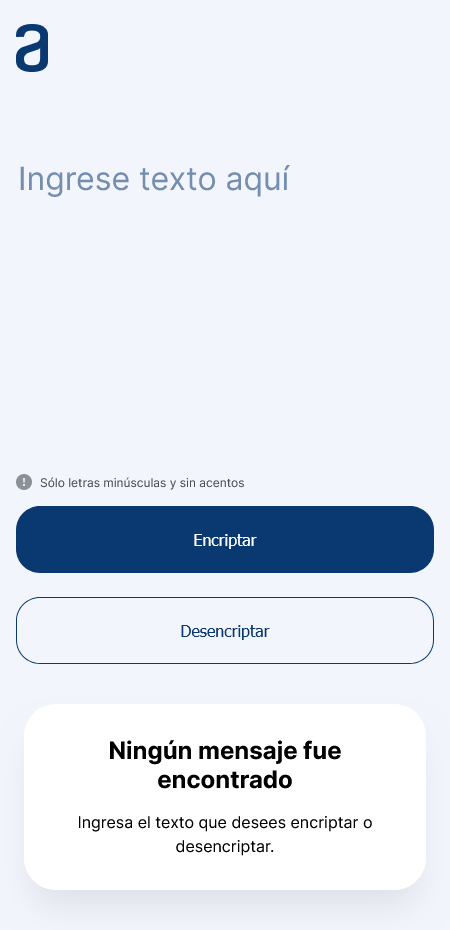 a
Ingrese texto aquí
Sólo letras minúsculas y sin acentos
Encriptar
Desencriptar
Ningún mensaje fue
encontrado
Ingresa el texto que desees encriptar o
desencriptar.